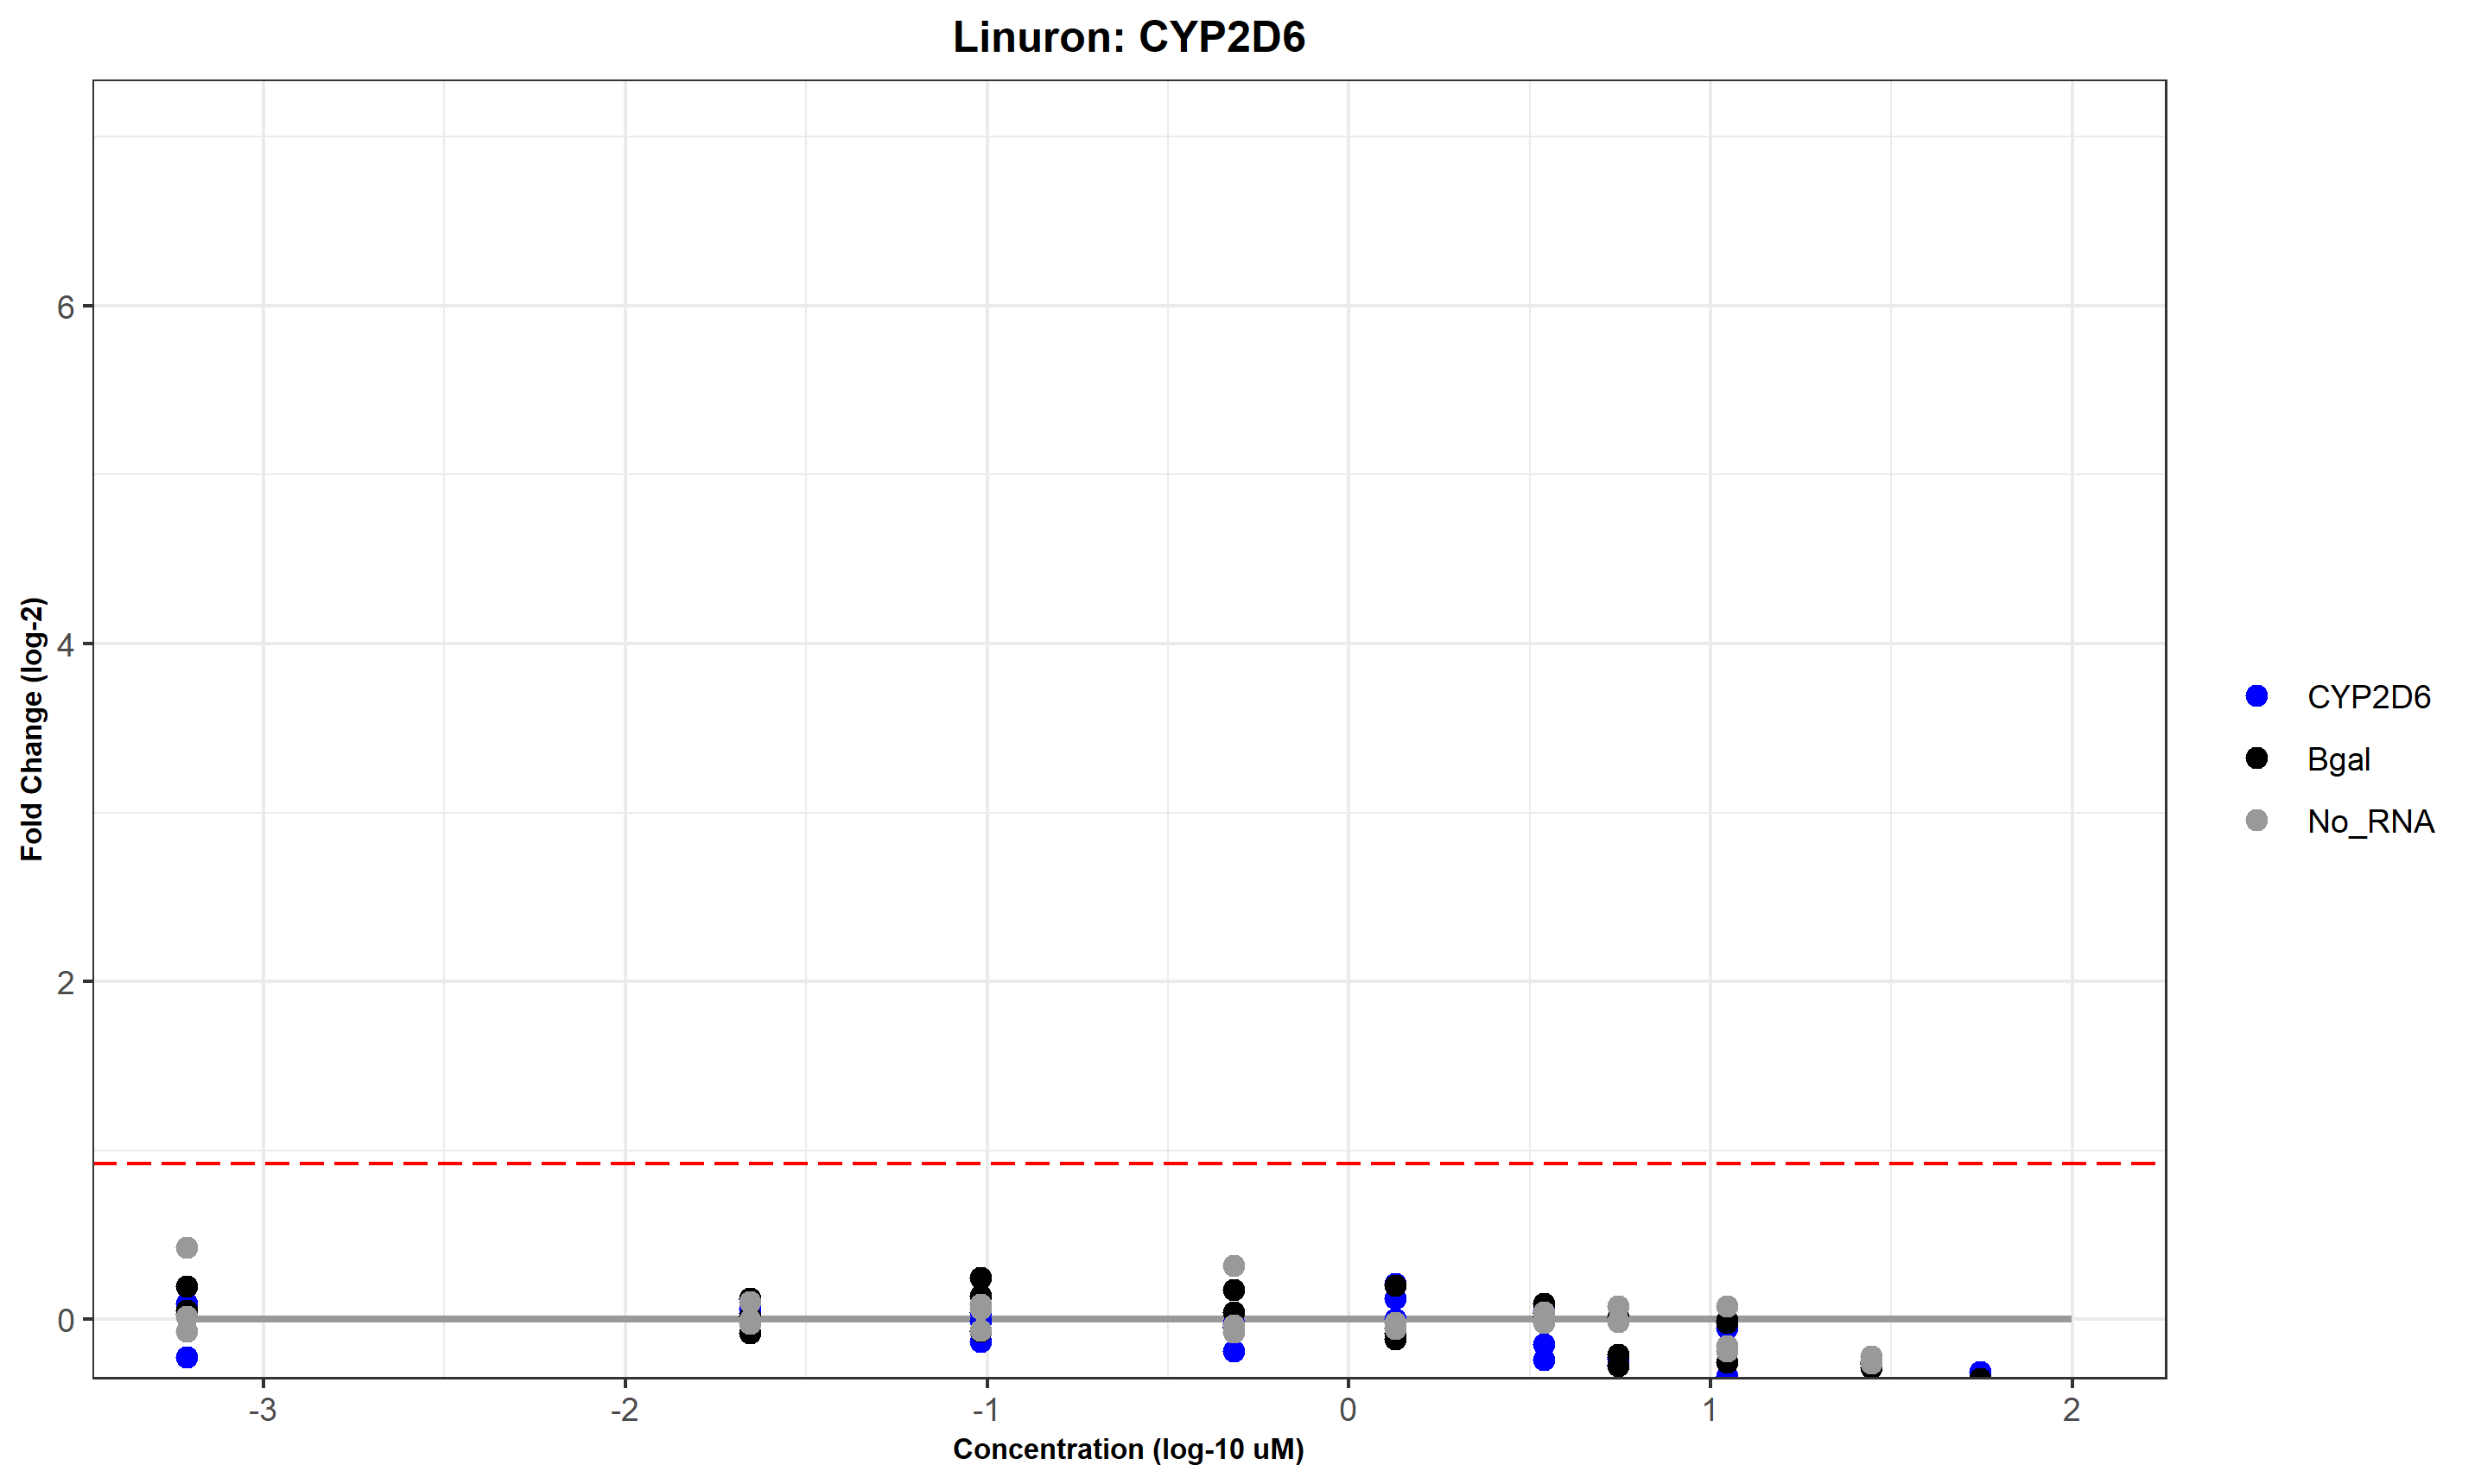 Linuron: CYP2D6
Fold Change (log-2)
6
4
2
0
-3
-2
-1
0
1
2
Concentration (log-10 uM)
CYP2D6
Bgal
No_RNA